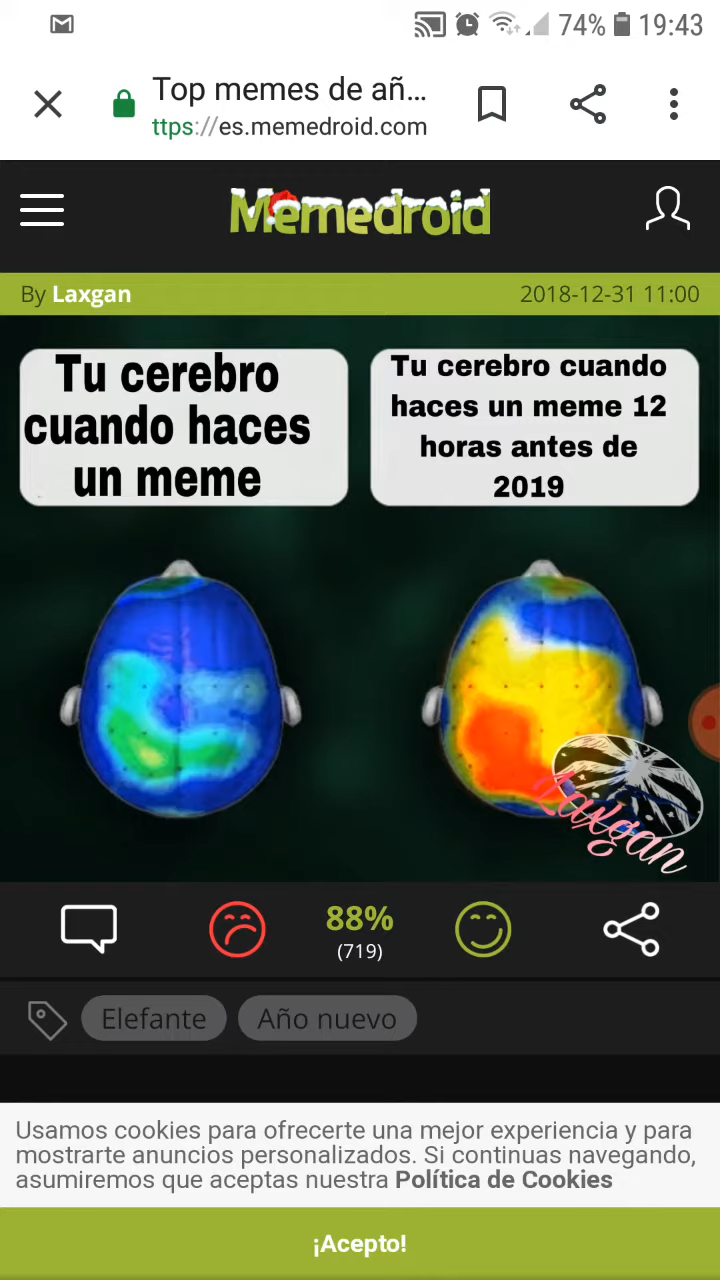 74% 19:43
Top memes de añ...
ttps://es.memedroid.com
Memedroid
By Laxgan 2018-12-31 11:00
Tu cerebro
cuando haces
un meme
Tu cerebro cuando
haces un meme 12
horas antes de
2019
Laxgan
88%
(719)
Elefante Año nuevo
Usamos cookies para ofrecerte una mejor experiencia y para
mostrarte anuncios personalizados. Si continuas navegando,
asumiremos que aceptas nuestra Política de Cookies
¡Acepto!